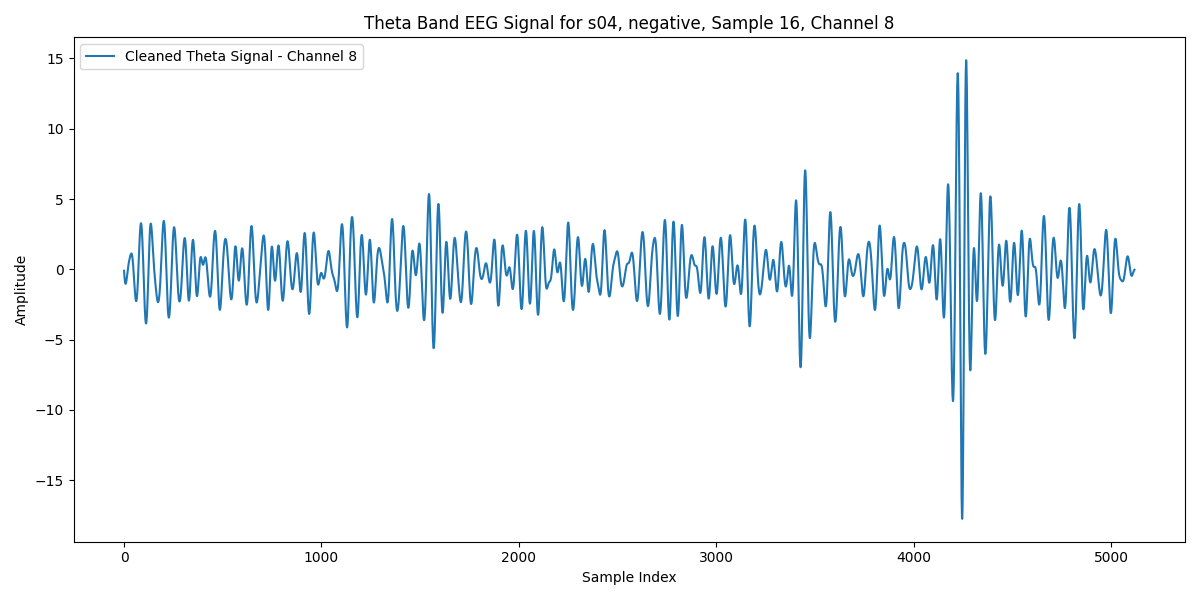 Theta Band EEG Signal for s04, negative, Sample 16, Channel 8
Cleaned Theta Signal - Channel 8
Amplitude
15
10
5
0
−5
−10
−15
0 1000 2000 3000 4000 5000
Sample Index